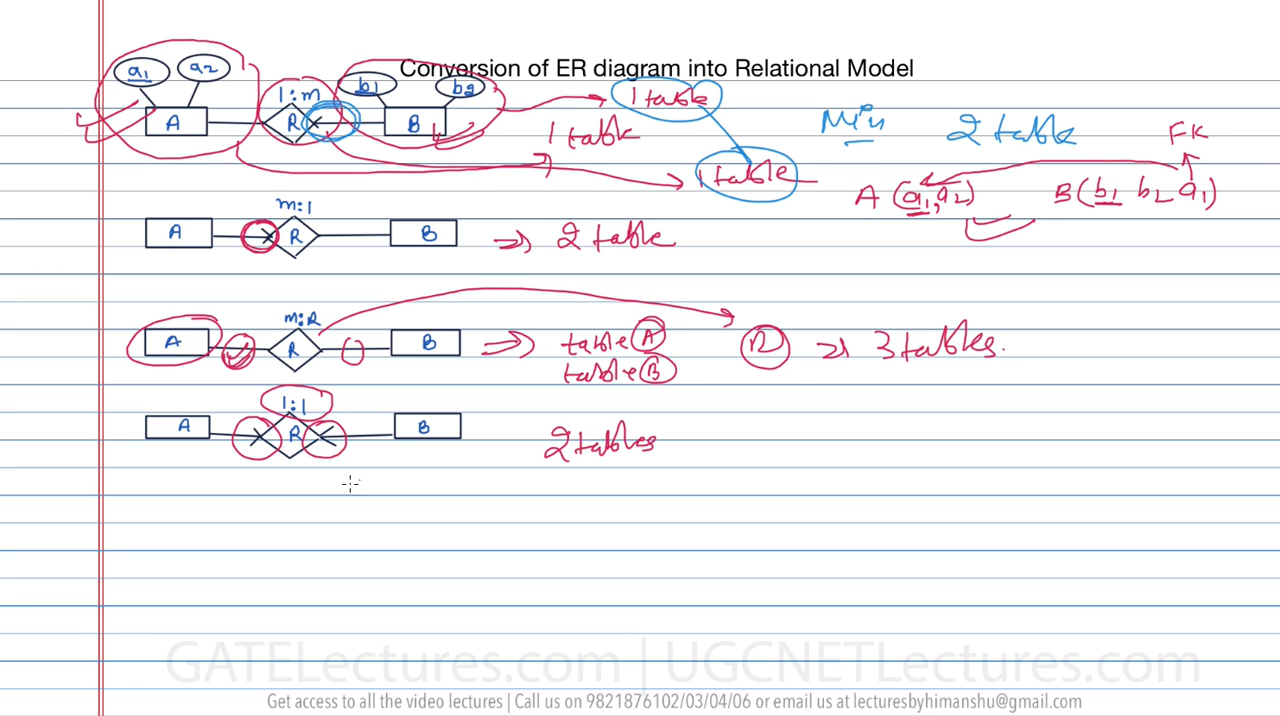 Conversion of ER diagram into Relational Model
a1 a2 1:m b1 b2 1 table
A R B 1 table Min 2 table FK
1 table A (a1, a2) B (b1 b2 a1)
m:1
A R B ⇒ 2 table
m:R
A R B ⇒ table A R ⇒ 3 tables.
table B
1:1
A R B 2 tables
GATELectures.com | UGCNETLectures.com
Get access to all the video lectures | Call us on 9821876102/03/04/06 or email us at lecturesbyhimanshu@gmail.com